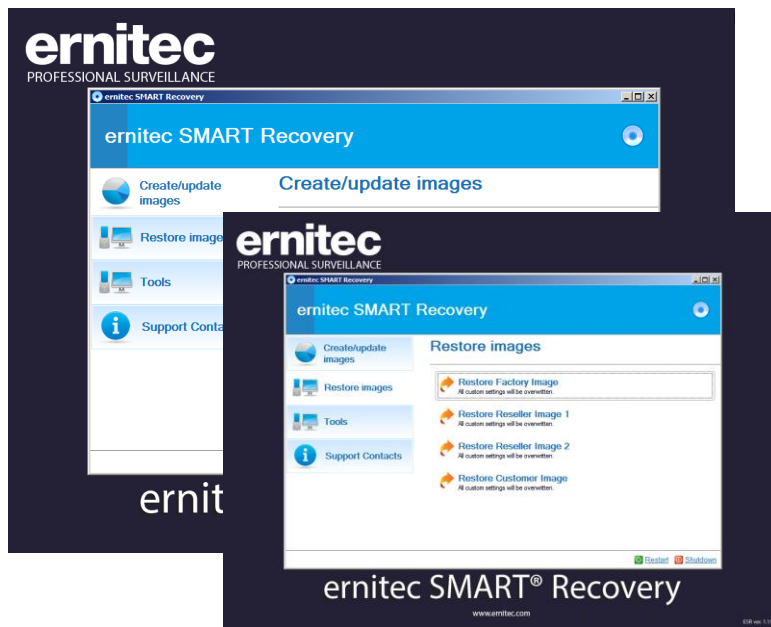 ernitec
PROFESSIONAL SURVEILLANCE
ernitec SMART Recovery
ernitec SMART Recovery
Create/update
images
Create/update images
Restore image
Tools
Support Conta
ernit
ernitec
PROFESSIONAL SURVEILLANCE
ernitec SMART Recovery
ernitec SMART Recovery
Create/update
images
Restore images
Tools
Support Contacts
Restore images
Restore Factory Image
All custom settings will be overwritten.
Restore Reseller Image 1
All custom settings will be overwritten.
Restore Reseller Image 2
All custom settings will be overwritten.
Restore Customer Image
All custom settings will be overwritten.
Restart Shutdown
ernitec SMART® Recovery
www.ernitec.com
ESR ver.